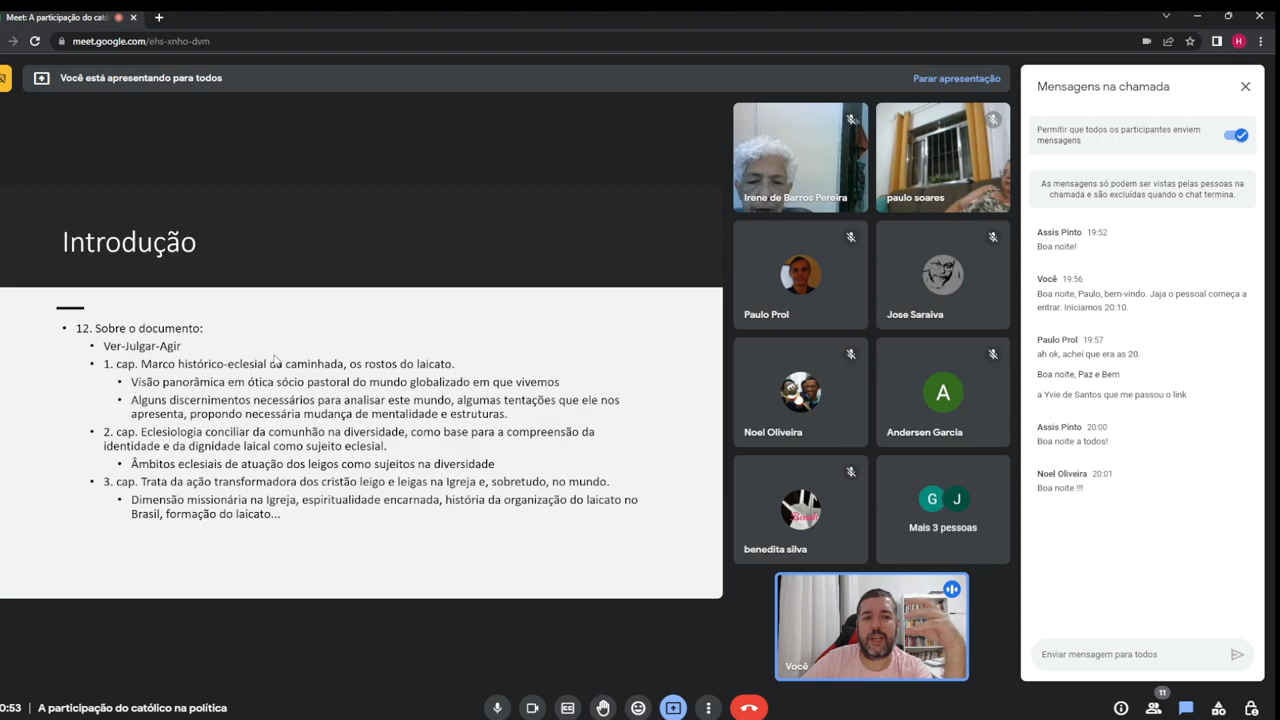 Meet: A participação do cató
meet.google.com/ehs-xnho-dvm
H
Você está apresentando para todos
Parar apresentação
Introdução
• 12. Sobre o documento:
• Ver-Julgar-Agir
• 1. cap. Marco histórico-eclesial da caminhada, os rostos do laicato.
• Visão panorâmica em ótica sócio pastoral do mundo globalizado em que vivemos
• Alguns discernimentos necessários para analisar este mundo, algumas tentações que ele nos
apresenta, propondo necessária mudança de mentalidade e estruturas.
• 2. cap. Eclesiologia conciliar da comunhão na diversidade, como base para a compreensão da
identidade e da dignidade laical como sujeito eclesial.
• Âmbitos eclesiais de atuação dos leigos como sujeitos na diversidade
• 3. cap. Trata da ação transformadora dos cristão leigo e leigas na Igreja e, sobretudo, no mundo.
• Dimensão missionária na Igreja, espiritualidade encarnada, história da organização do laicato no
Brasil, formação do laicato...
Irene de Barros Pereira
paulo soares
Paulo Prol
Jose Saraiva
Noel Oliveira
A
Andersen Garcia
benedita silva
G J
Mais 3 pessoas
Você
Mensagens na chamada
Permitir que todos os participantes enviem
mensagens
As mensagens só podem ser vistas pelas pessoas na
chamada e são excluídas quando o chat termina.
Assis Pinto 19:52
Boa noite!
Você 19:56
Boa noite, Paulo, bem-vindo. Jaja o pessoal começa a
entrar. Iniciamos 20:10.
Paulo Prol 19:57
ah ok, achei que era as 20.
Boa noite, Paz e Bem
a Yvie de Santos que me passou o link
Assis Pinto 20:00
Boa noite a todos!
Noel Oliveira 20:01
Boa noite !!!
Enviar mensagem para todos
0:53 | A participação do católico na política
11